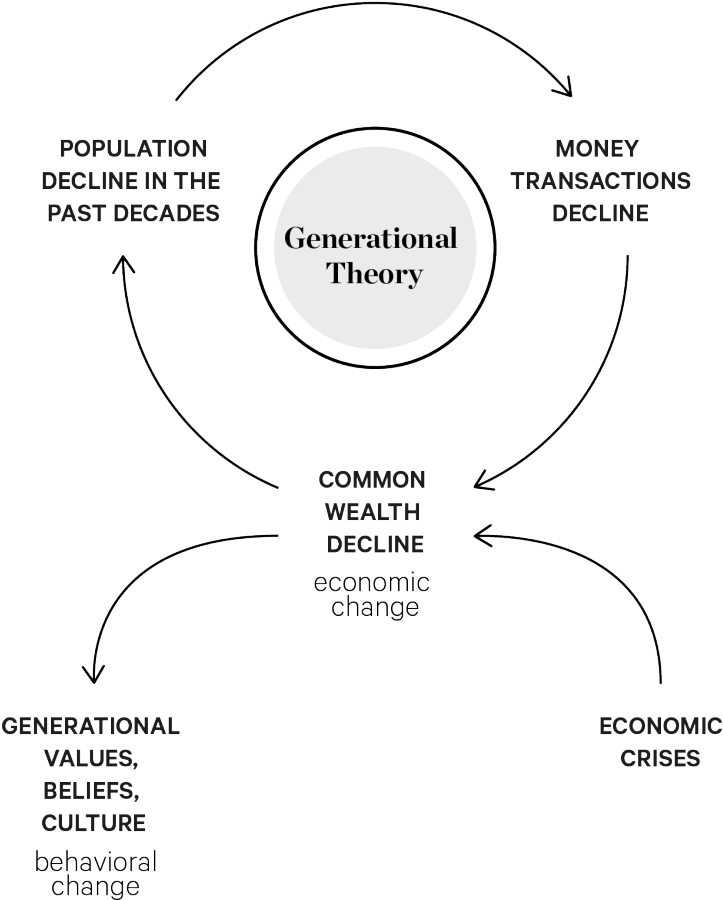 POPULATION
DECLINE IN THE
PAST DECADES
MONEY
TRANSACTIONS
DECLINE
Generational
Theory
COMMON
WEALTH
DECLINE
economic
change
GENERATIONAL
VALUES,
BELIEFS,
CULTURE
behavioral
change
ECONOMIC
CRISES